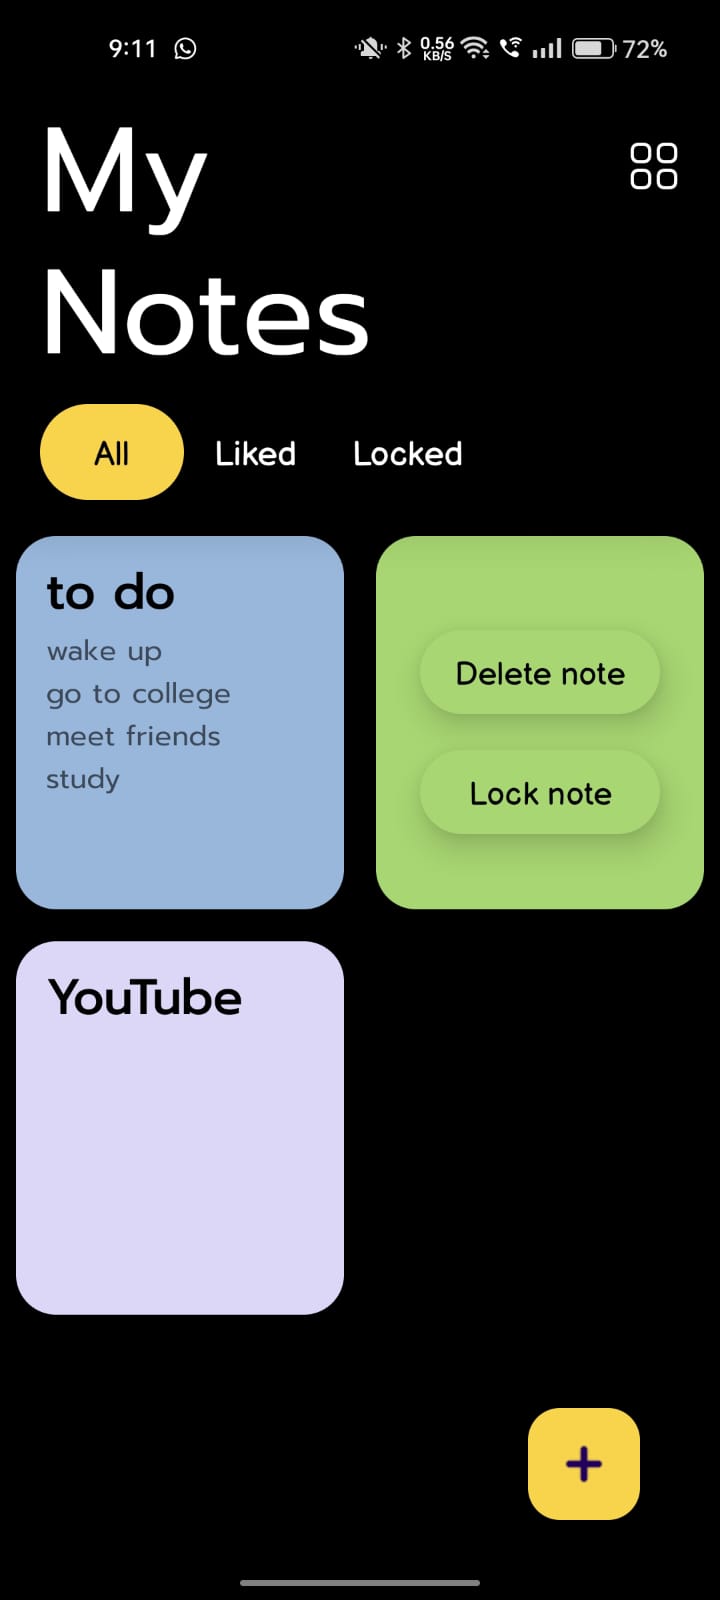 9:11 0.56 KB/S 72%
My
Notes
All Liked Locked
to do
wake up
go to college
meet friends
study
Delete note
Lock note
YouTube